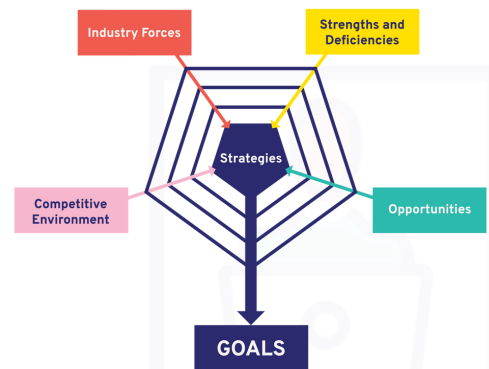 Industry Forces
Strengths and
Deficiencies
Strategies
Competitive
Environment
Opportunities
GOALS